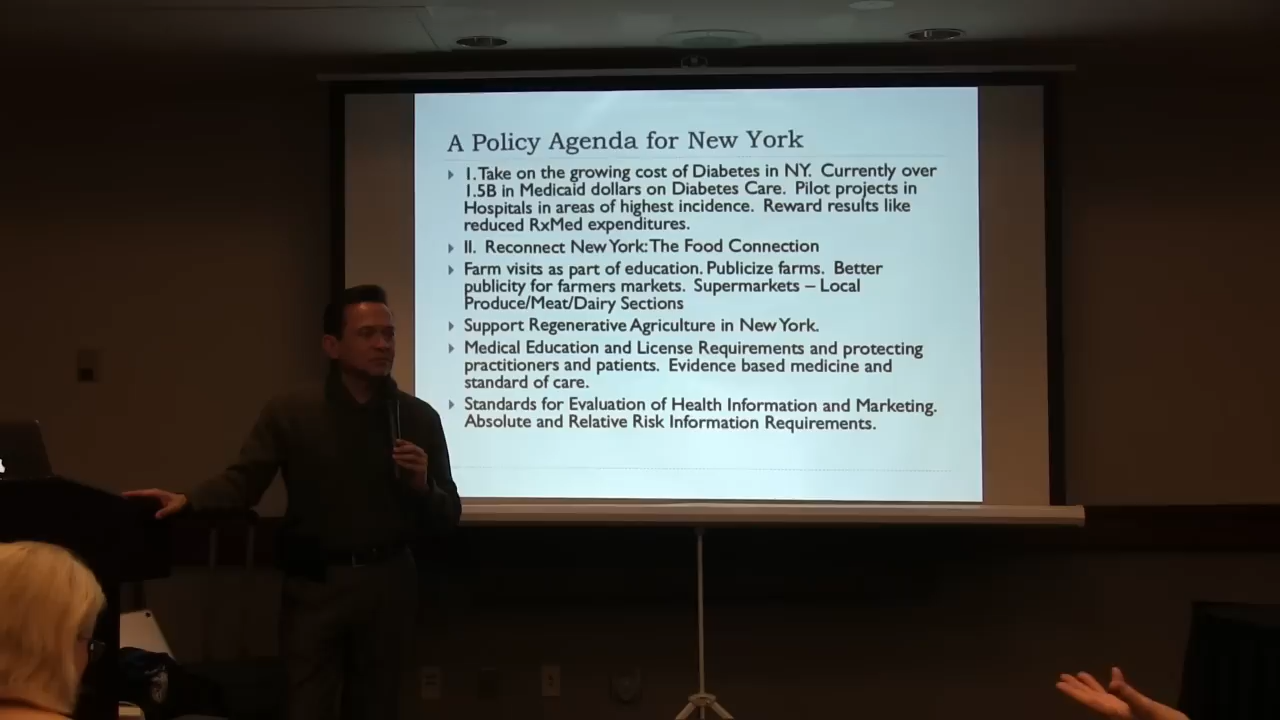 A Policy Agenda for New York
I. Take on the growing cost of Diabetes in NY. Currently over
1.5B in Medicaid dollars on Diabetes Care. Pilot projects in
Hospitals in areas of highest incidence. Reward results like
reduced RxMed expenditures.
II. Reconnect New York: The Food Connection
Farm visits as part of education. Publicize farms. Better
publicity for farmers markets. Supermarkets – Local
Produce/Meat/Dairy Sections
Support Regenerative Agriculture in New York.
Medical Education and License Requirements and protecting
practitioners and patients. Evidence based medicine and
standard of care.
Standards for Evaluation of Health Information and Marketing.
Absolute and Relative Risk Information Requirements.